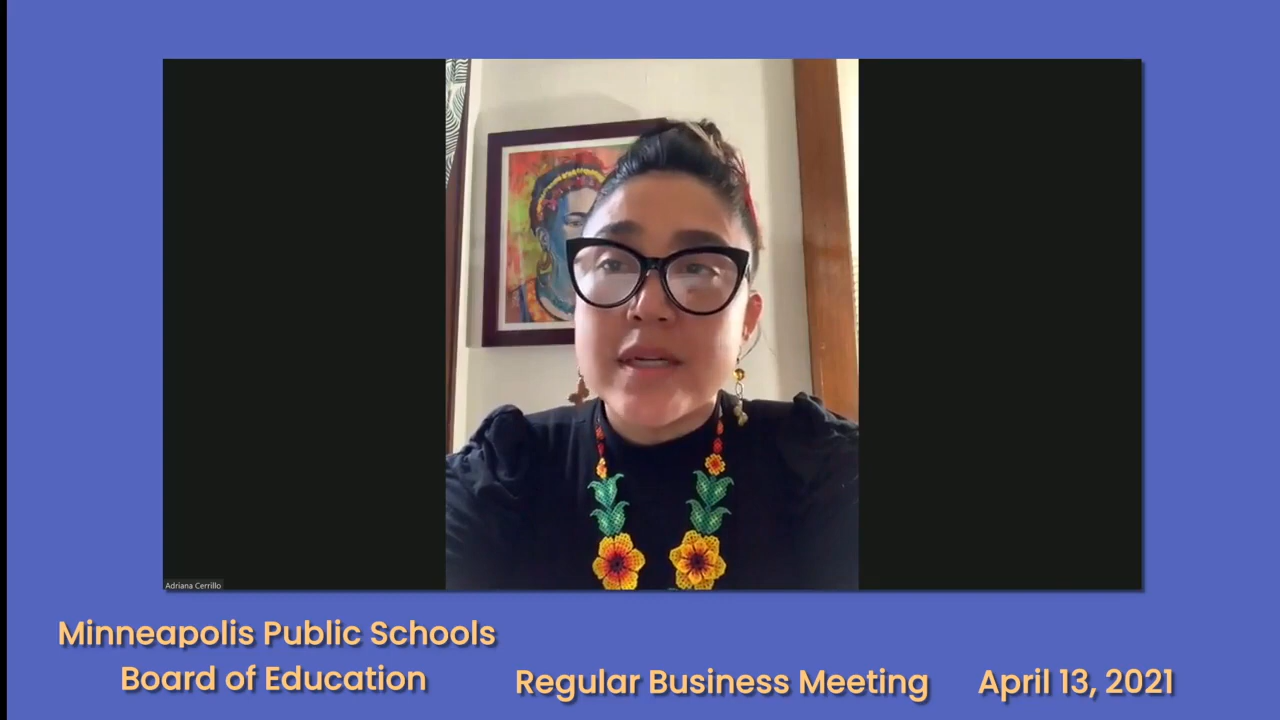 Adriana Cerrillo
Minneapolis Public Schools
Board of Education
Regular Business Meeting
April 13, 2021